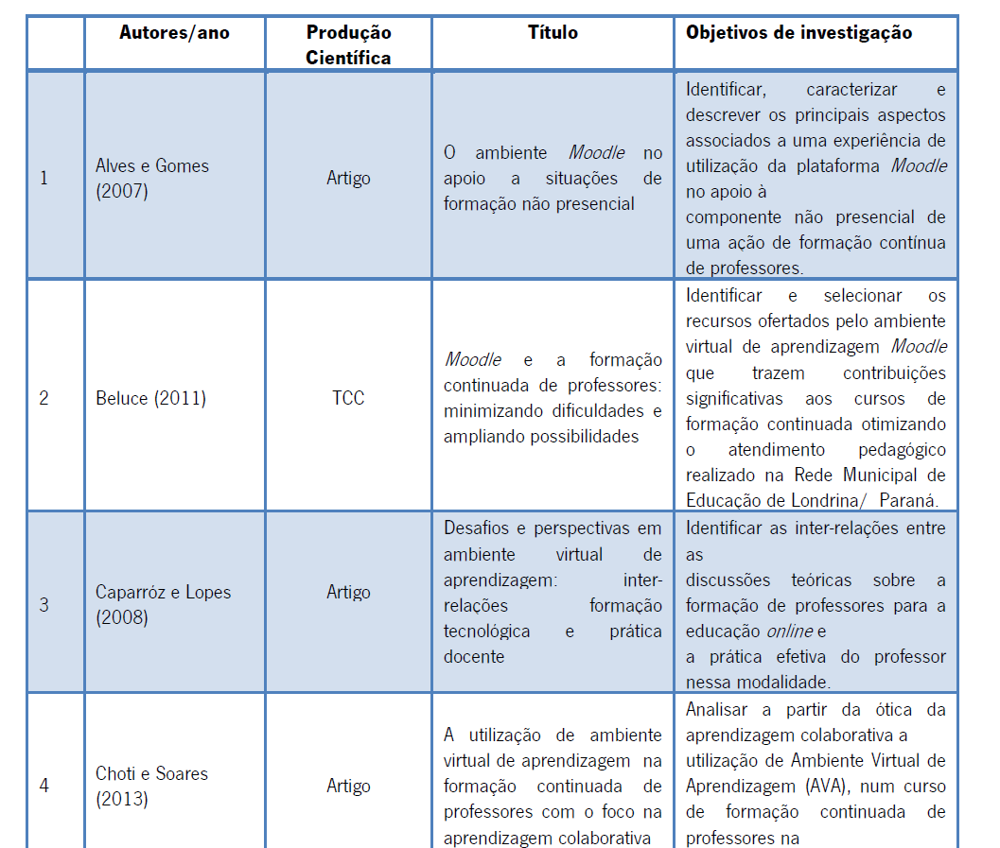 Autores/ano
Produção
Científica
Título
Objetivos de investigação
1
Alves e Gomes
(2007)
Artigo
O ambiente Moodle no
apoio a situações de
formação não presencial
Identificar, caracterizar e
descrever os principais aspectos
associados a uma experiência de
utilização da plataforma Moodle
no apoio à
componente não presencial de
uma ação de formação contínua
de professores.
2
Beluce (2011)
TCC
Moodle e a formação
continuada de professores:
minimizando dificuldades e
ampliando possibilidades
Identificar e selecionar os
recursos ofertados pelo ambiente
virtual de aprendizagem Moodle
que trazem contribuições
significativas aos cursos de
formação continuada otimizando
o atendimento pedagógico
realizado na Rede Municipal de
Educação de Londrina/ Paraná.
3
Caparróz e Lopes
(2008)
Artigo
Desafios e perspectivas em
ambiente virtual de
aprendizagem: inter-
relações formação
tecnológica e prática
docente
Identificar as inter-relações entre
as
discussões teóricas sobre a
formação de professores para a
educação online e
a prática efetiva do professor
nessa modalidade.
4
Choti e Soares
(2013)
Artigo
A utilização de ambiente
virtual de aprendizagem na
formação continuada de
professores com o foco na
aprendizagem colaborativa
Analisar a partir da ótica da
aprendizagem colaborativa a
utilização de Ambiente Virtual de
Aprendizagem (AVA), num curso
de formação continuada de
professores na